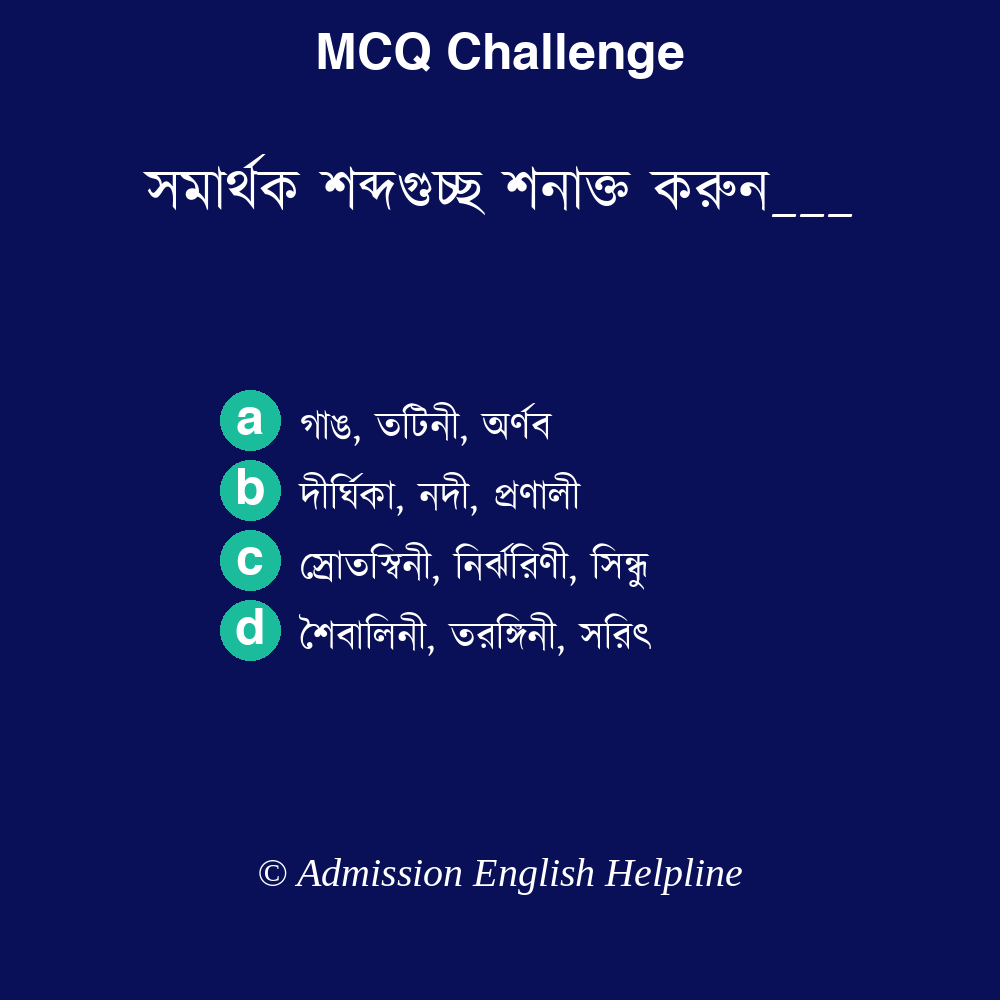 MCQ Challenge
সমার্থক শব্দগুচ্ছ শনাক্ত করুন___
a গাঙ, তটিনী, অর্ণব
b দীর্ঘিকা, নদী, প্রণালী
c স্রোতস্বিনী, নির্ঝরিণী, সিন্ধু
d শৈবালিনী, তরঙ্গিনী, সরিৎ
© Admission English Helpline